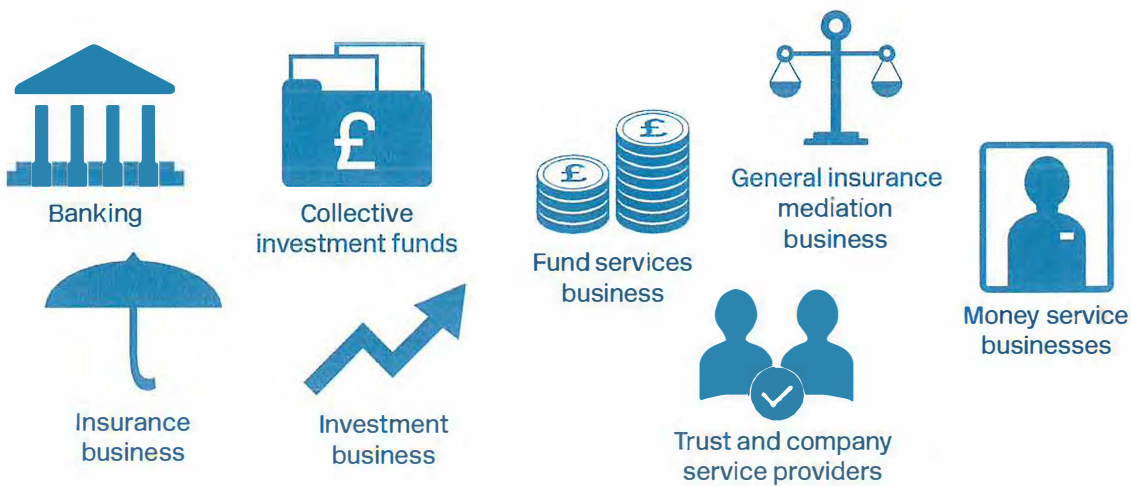 Banking
£
Collective
investment funds
£
£
Fund services
business
General insurance
mediation
business
Money service
businesses
Insurance
business
Investment
business
Trust and company
service providers